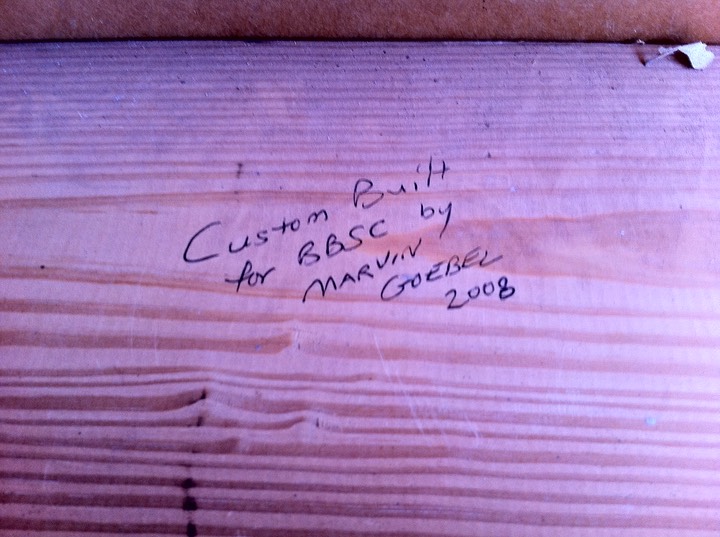 Custom Built
for BBSC by
MARVIN
GOEBEL
2008